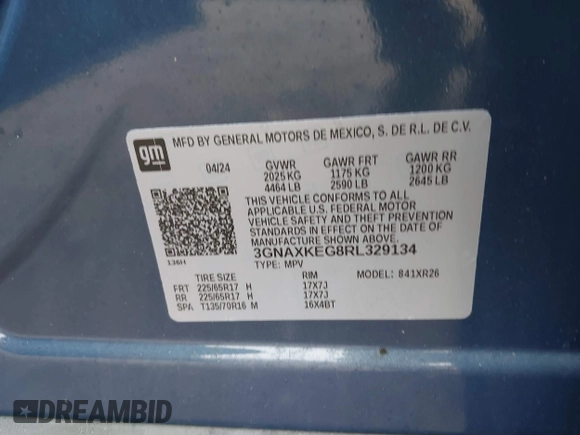 gm
MFD BY GENERAL MOTORS DE MEXICO, S. DE R.L. DE C.V.
04/24 GVWR GAWR FRT GAWR RR
2025 KG 1175 KG 1200 KG
4464 LB 2590 LB 2645 LB
THIS VEHICLE CONFORMS TO ALL
APPLICABLE U.S. FEDERAL MOTOR
VEHICLE SAFETY AND THEFT PREVENTION
STANDARDS IN EFFECT ON THE DATE OF
MANUFACTURE SHOWN ABOVE.
3GNAXKEG8RL329134
136H
TYPE: MPV MODEL: 841XR26
TIRE SIZE RIM
FRT 225/65R17 H 17X7J
RR 225/65R17 H 17X7J
SPA T135/70R16 M 16X4BT
DREAMBID